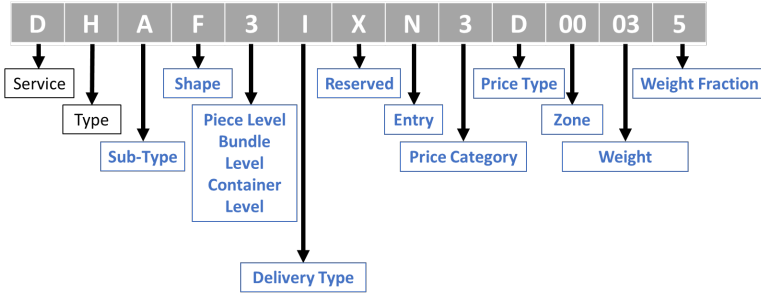 D H A F 3 I X N 3 D 00 03 5
Service Shape Reserved Price Type Weight Fraction
Type Piece Level Entry Zone
Bundle
Sub-Type Level Price Category Weight
Container
Level
Delivery Type